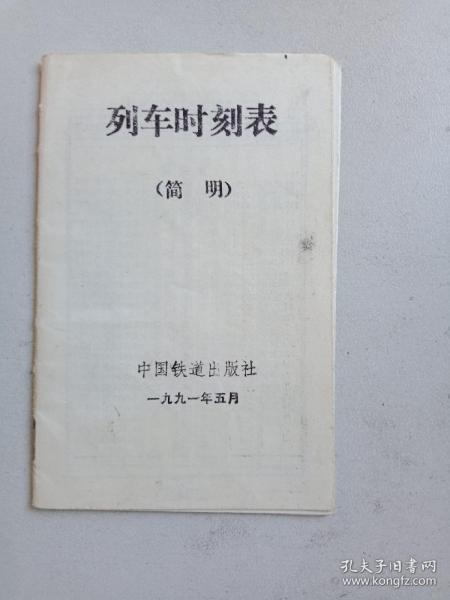 列车时刻表
（简 明）
中国铁道出版社
一九九一年五月
孔夫子旧书网
www.kongfz.com